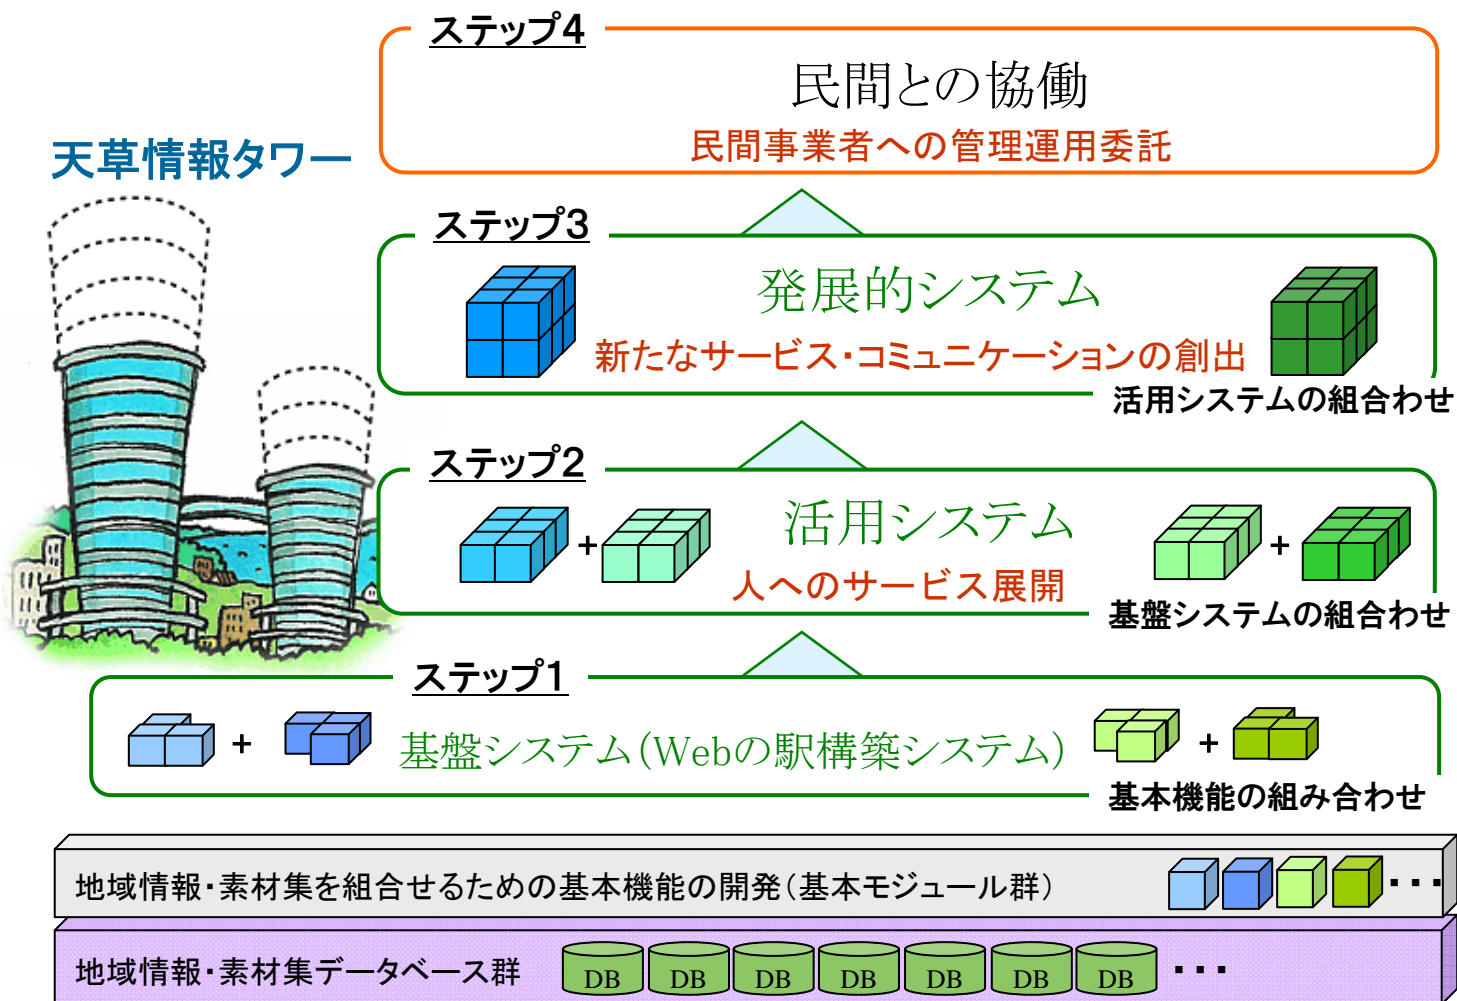 ステップ4
民間との協働
民間事業者への管理運用委託
天草情報タワー
ステップ3
発展的システム
新たなサービス・コミュニケーションの創出
活用システムの組合わせ
ステップ2
+
活用システム
+
人へのサービス展開
基盤システムの組合わせ
ステップ1
+
基盤システム(Webの駅構築システム)
+
基本機能の組み合わせ
地域情報・素材集を組合せるための基本機能の開発(基本モジュール群)
・・・
地域情報・素材集データベース群
DB DB DB DB DB DB DB ・・・